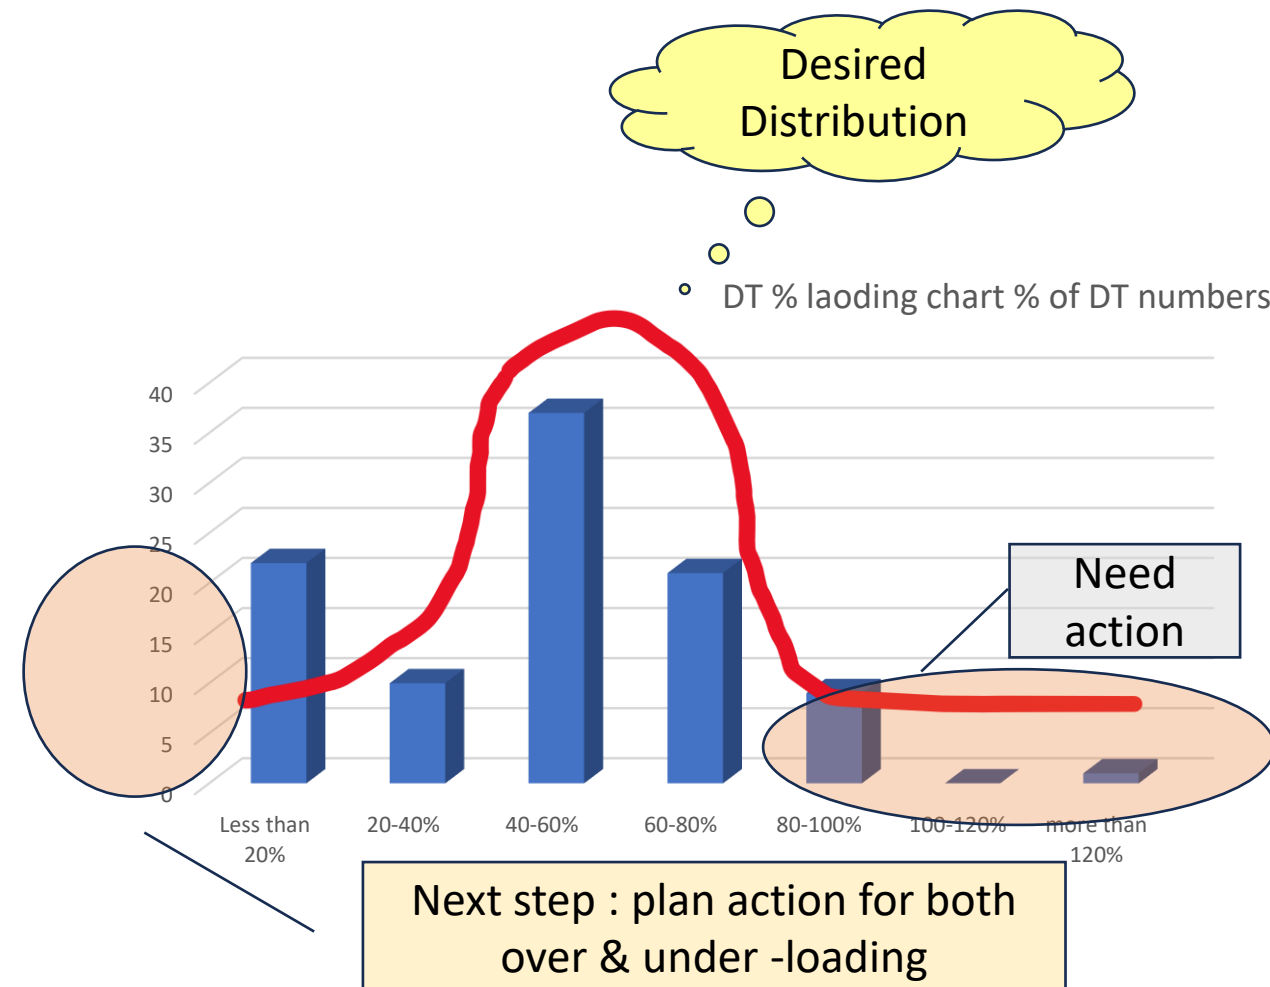 Desired
Distribution
DT % laoding chart % of DT numbers
40
35
30
25
20
15
10
5
0
Need
action
Less than
20%
20-40%
40-60%
60-80%
80-100%
100-120%
more than
120%
Next step : plan action for both
over & under -loading